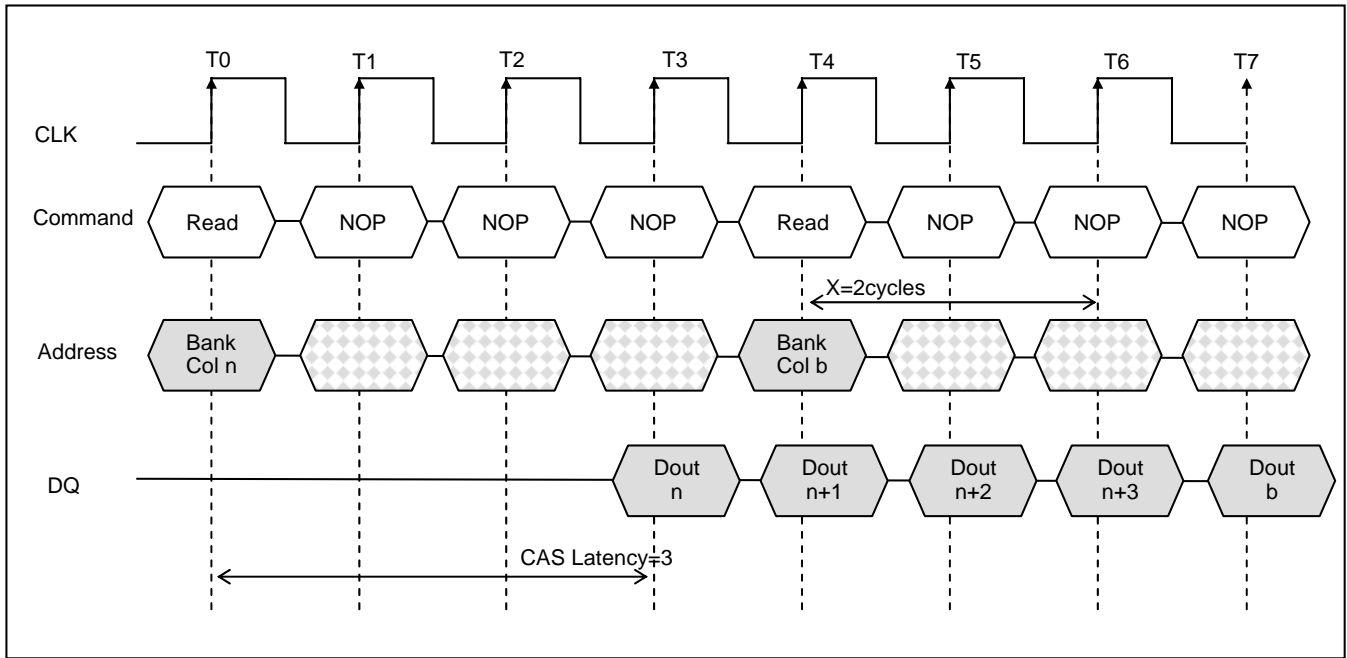 T0 T1 T2 T3 T4 T5 T6 T7
CLK
Command Read NOP NOP NOP Read NOP NOP NOP
X=2cycles
Address
Bank
Col n
Bank
Col b
DQ
Dout
n
Dout
n+1
Dout
n+2
Dout
n+3
Dout
b
CAS Latency=3